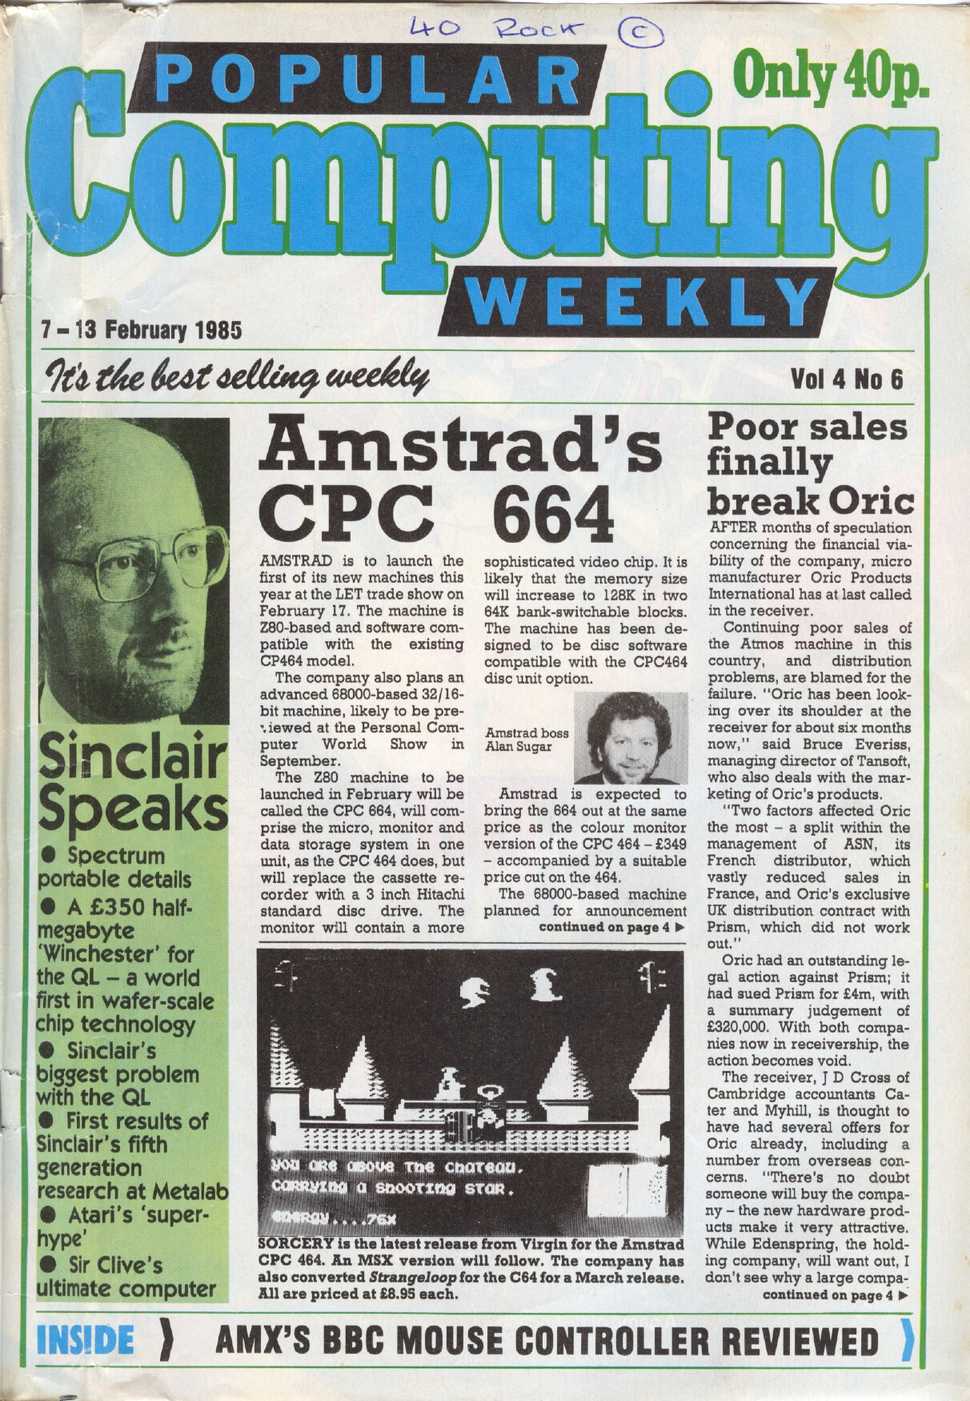 40 ROCK ©
POPULAR
Computing
WEEKLY
Only 40p.
7 – 13 February 1985
It's the best selling weekly
Vol 4 No 6
Sinclair
Speaks
● Spectrum
portable details
● A £350 half-
megabyte
'Winchester' for
the QL – a world
first in wafer-scale
chip technology
● Sinclair's
biggest problem
with the QL
● First results of
Sinclair's fifth
generation
research at Metalab
● Atari's 'super-
hype'
● Sir Clive's
ultimate computer
Amstrad's
CPC 664
AMSTRAD is to launch the
first of its new machines this
year at the LET trade show on
February 17. The machine is
Z80-based and software com-
patible with the existing
CP464 model.
The company also plans an
advanced 68000-based 32/16-
bit machine, likely to be pre-
viewed at the Personal Com-
puter World Show in
September.
The Z80 machine to be
launched in February will be
called the CPC 664, will com-
prise the micro, monitor and
data storage system in one
unit, as the CPC 464 does, but
will replace the cassette re-
corder with a 3 inch Hitachi
standard disc drive. The
monitor will contain a more
sophisticated video chip. It is
likely that the memory size
will increase to 128K in two
64K bank-switchable blocks.
The machine has been de-
signed to be disc software
compatible with the CPC464
disc unit option.
Amstrad boss
Alan Sugar
Amstrad is expected to
bring the 664 out at the same
price as the colour monitor
version of the CPC 464 – £349
– accompanied by a suitable
price cut on the 464.
The 68000-based machine
planned for announcement
continued on page 4 ▶
you are above the chateau.
carrying a shooting star.
energy....76%
SORCERY is the latest release from Virgin for the Amstrad
CPC 464. An MSX version will follow. The company has
also converted Strangeloop for the C64 for a March release.
All are priced at £8.95 each.
Poor sales
finally
break Oric
AFTER months of speculation
concerning the financial via-
bility of the company, micro
manufacturer Oric Products
International has at last called
in the receiver.
Continuing poor sales of
the Atmos machine in this
country, and distribution
problems, are blamed for the
failure. "Oric has been look-
ing over its shoulder at the
receiver for about six months
now," said Bruce Everiss,
managing director of Tansoft,
who also deals with the mar-
keting of Oric's products.
"Two factors affected Oric
the most – a split within the
management of ASN, its
French distributor, which
vastly reduced sales in
France, and Oric's exclusive
UK distribution contract with
Prism, which did not work
out."
Oric had an outstanding le-
gal action against Prism; it
had sued Prism for £4m, with
a summary judgement of
£320,000. With both compa-
nies now in receivership, the
action becomes void.
The receiver, J D Cross of
Cambridge accountants Ca-
ter and Myhill, is thought to
have had several offers for
Oric already, including a
number from overseas con-
cerns. "There's no doubt
someone will buy the compa-
ny – the new hardware prod-
ucts make it very attractive.
While Edenspring, the hold-
ing company, will want out, I
don't see why a large compa-
continued on page 4 ▶
INSIDE ⟩ AMX'S BBC MOUSE CONTROLLER REVIEWED ⟩